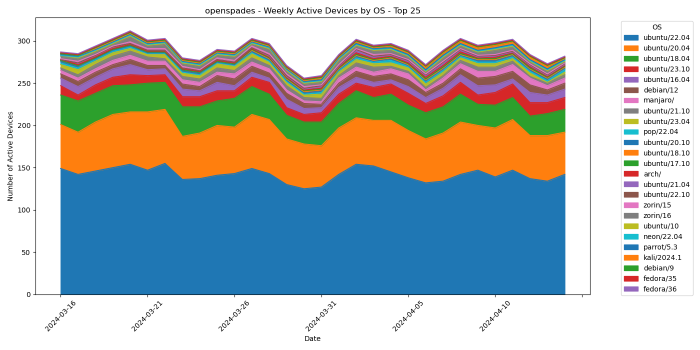 openspades - Weekly Active Devices by OS - Top 25
Number of Active Devices
300
250
200
150
100
50
0
2024-03-16
2024-03-21
2024-03-26
2024-03-31
2024-04-05
2024-04-10
Date
OS
ubuntu/22.04
ubuntu/20.04
ubuntu/18.04
ubuntu/23.10
ubuntu/16.04
debian/12
manjaro/
ubuntu/21.10
ubuntu/23.04
pop/22.04
ubuntu/20.10
ubuntu/18.10
ubuntu/17.10
arch/
ubuntu/21.04
ubuntu/22.10
zorin/15
zorin/16
ubuntu/10
neon/22.04
parrot/5.3
kali/2024.1
debian/9
fedora/35
fedora/36